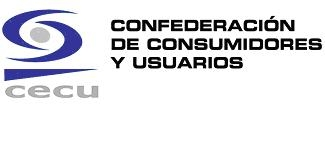 CONFEDERACIÓN
DE CONSUMIDORES
Y USUARIOS
cecu